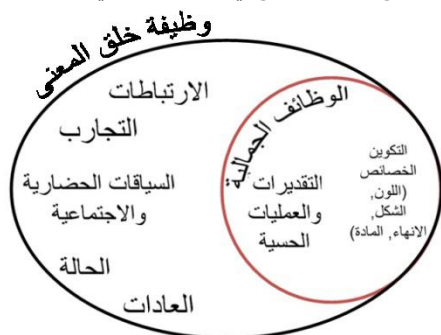 وظيفة خلق المعنى
الارتباطات
التجارب
السياقات الحضارية
والاجتماعية
الحالة
العادات
الوظائف الجمالية
التقديرات
والعمليات
الحسية
التكوين
الخصائص
(اللون,
الشكل,
الانهاء, المادة)